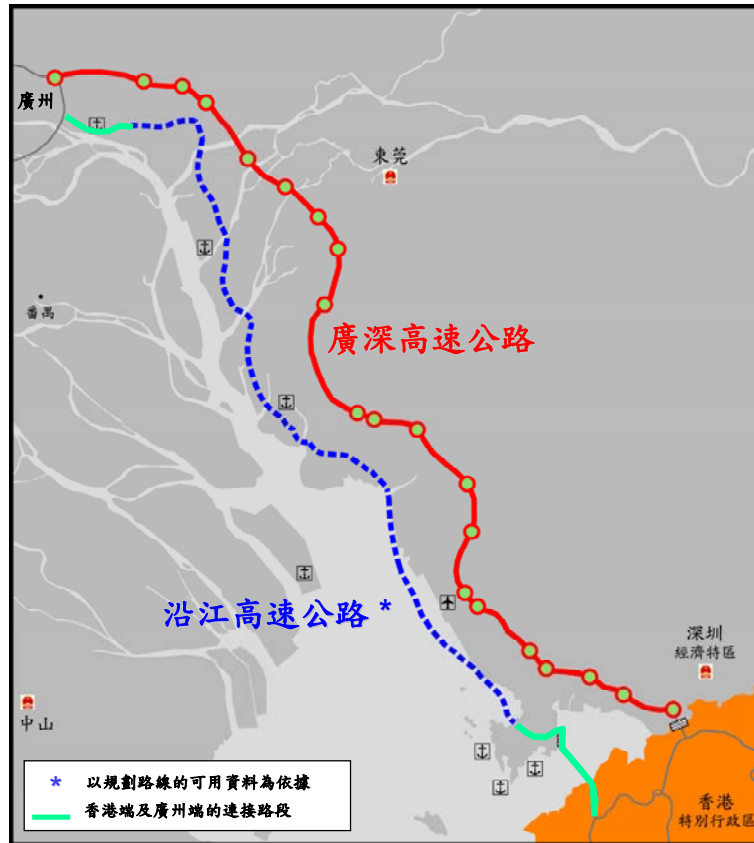 廣州
東莞
番禺
廣深高速公路
沿江高速公路 *
深圳
經濟特區
中山
香港
特別行政區
* 以規劃路線的可用資料為依據
香港端及廣州端的連接路段